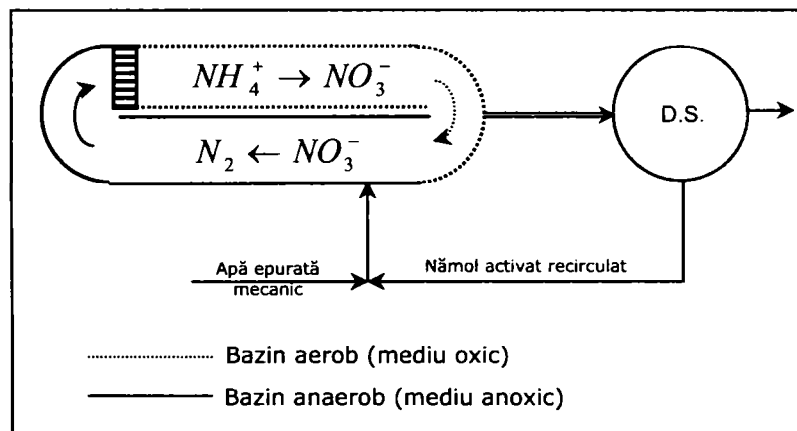 NH₄⁺ → NO₃⁻
D.S.
N₂ ← NO₃⁻
Apă epurată
mecanic
Nămol activat recirculat
Bazin aerob (mediu oxic)
Bazin anaerob (mediu anoxic)